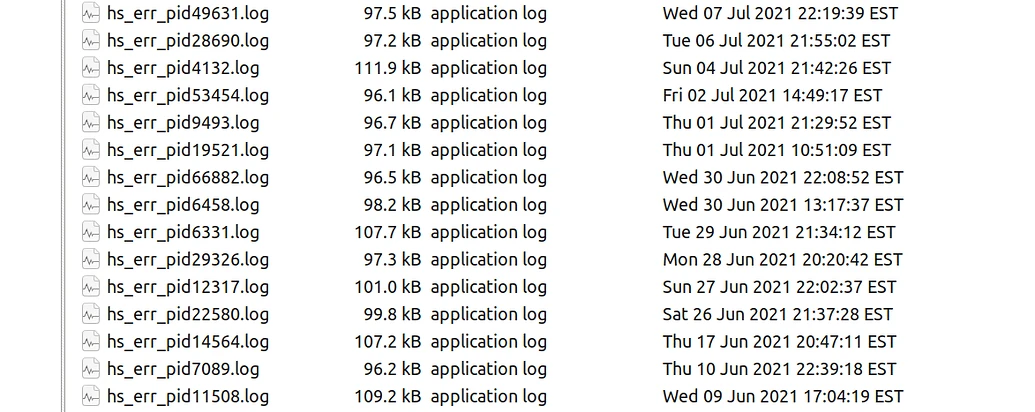 hs_err_pid49631.log 97.5 kB application log Wed 07 Jul 2021 22:19:39 EST
hs_err_pid28690.log 97.2 kB application log Tue 06 Jul 2021 21:55:02 EST
hs_err_pid4132.log 111.9 kB application log Sun 04 Jul 2021 21:42:26 EST
hs_err_pid53454.log 96.1 kB application log Fri 02 Jul 2021 14:49:17 EST
hs_err_pid9493.log 96.7 kB application log Thu 01 Jul 2021 21:29:52 EST
hs_err_pid19521.log 97.1 kB application log Thu 01 Jul 2021 10:51:09 EST
hs_err_pid66882.log 96.5 kB application log Wed 30 Jun 2021 22:08:52 EST
hs_err_pid6458.log 98.2 kB application log Wed 30 Jun 2021 13:17:37 EST
hs_err_pid6331.log 107.7 kB application log Tue 29 Jun 2021 21:34:12 EST
hs_err_pid29326.log 97.3 kB application log Mon 28 Jun 2021 20:20:42 EST
hs_err_pid12317.log 101.0 kB application log Sun 27 Jun 2021 22:02:37 EST
hs_err_pid22580.log 99.8 kB application log Sat 26 Jun 2021 21:37:28 EST
hs_err_pid14564.log 107.2 kB application log Thu 17 Jun 2021 20:47:11 EST
hs_err_pid7089.log 96.2 kB application log Thu 10 Jun 2021 22:39:18 EST
hs_err_pid11508.log 109.2 kB application log Wed 09 Jun 2021 17:04:19 EST